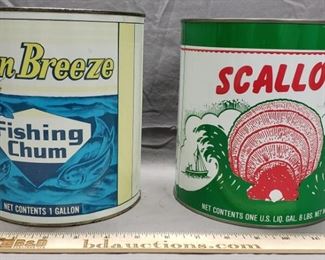 n Breeze
Fishing
Chum
NET CONTENTS 1 GALLON
SCALLO
NET CONTENTS ONE U.S. LIQ. GAL. 8 LBS. NET
B&D
bdauctions.com